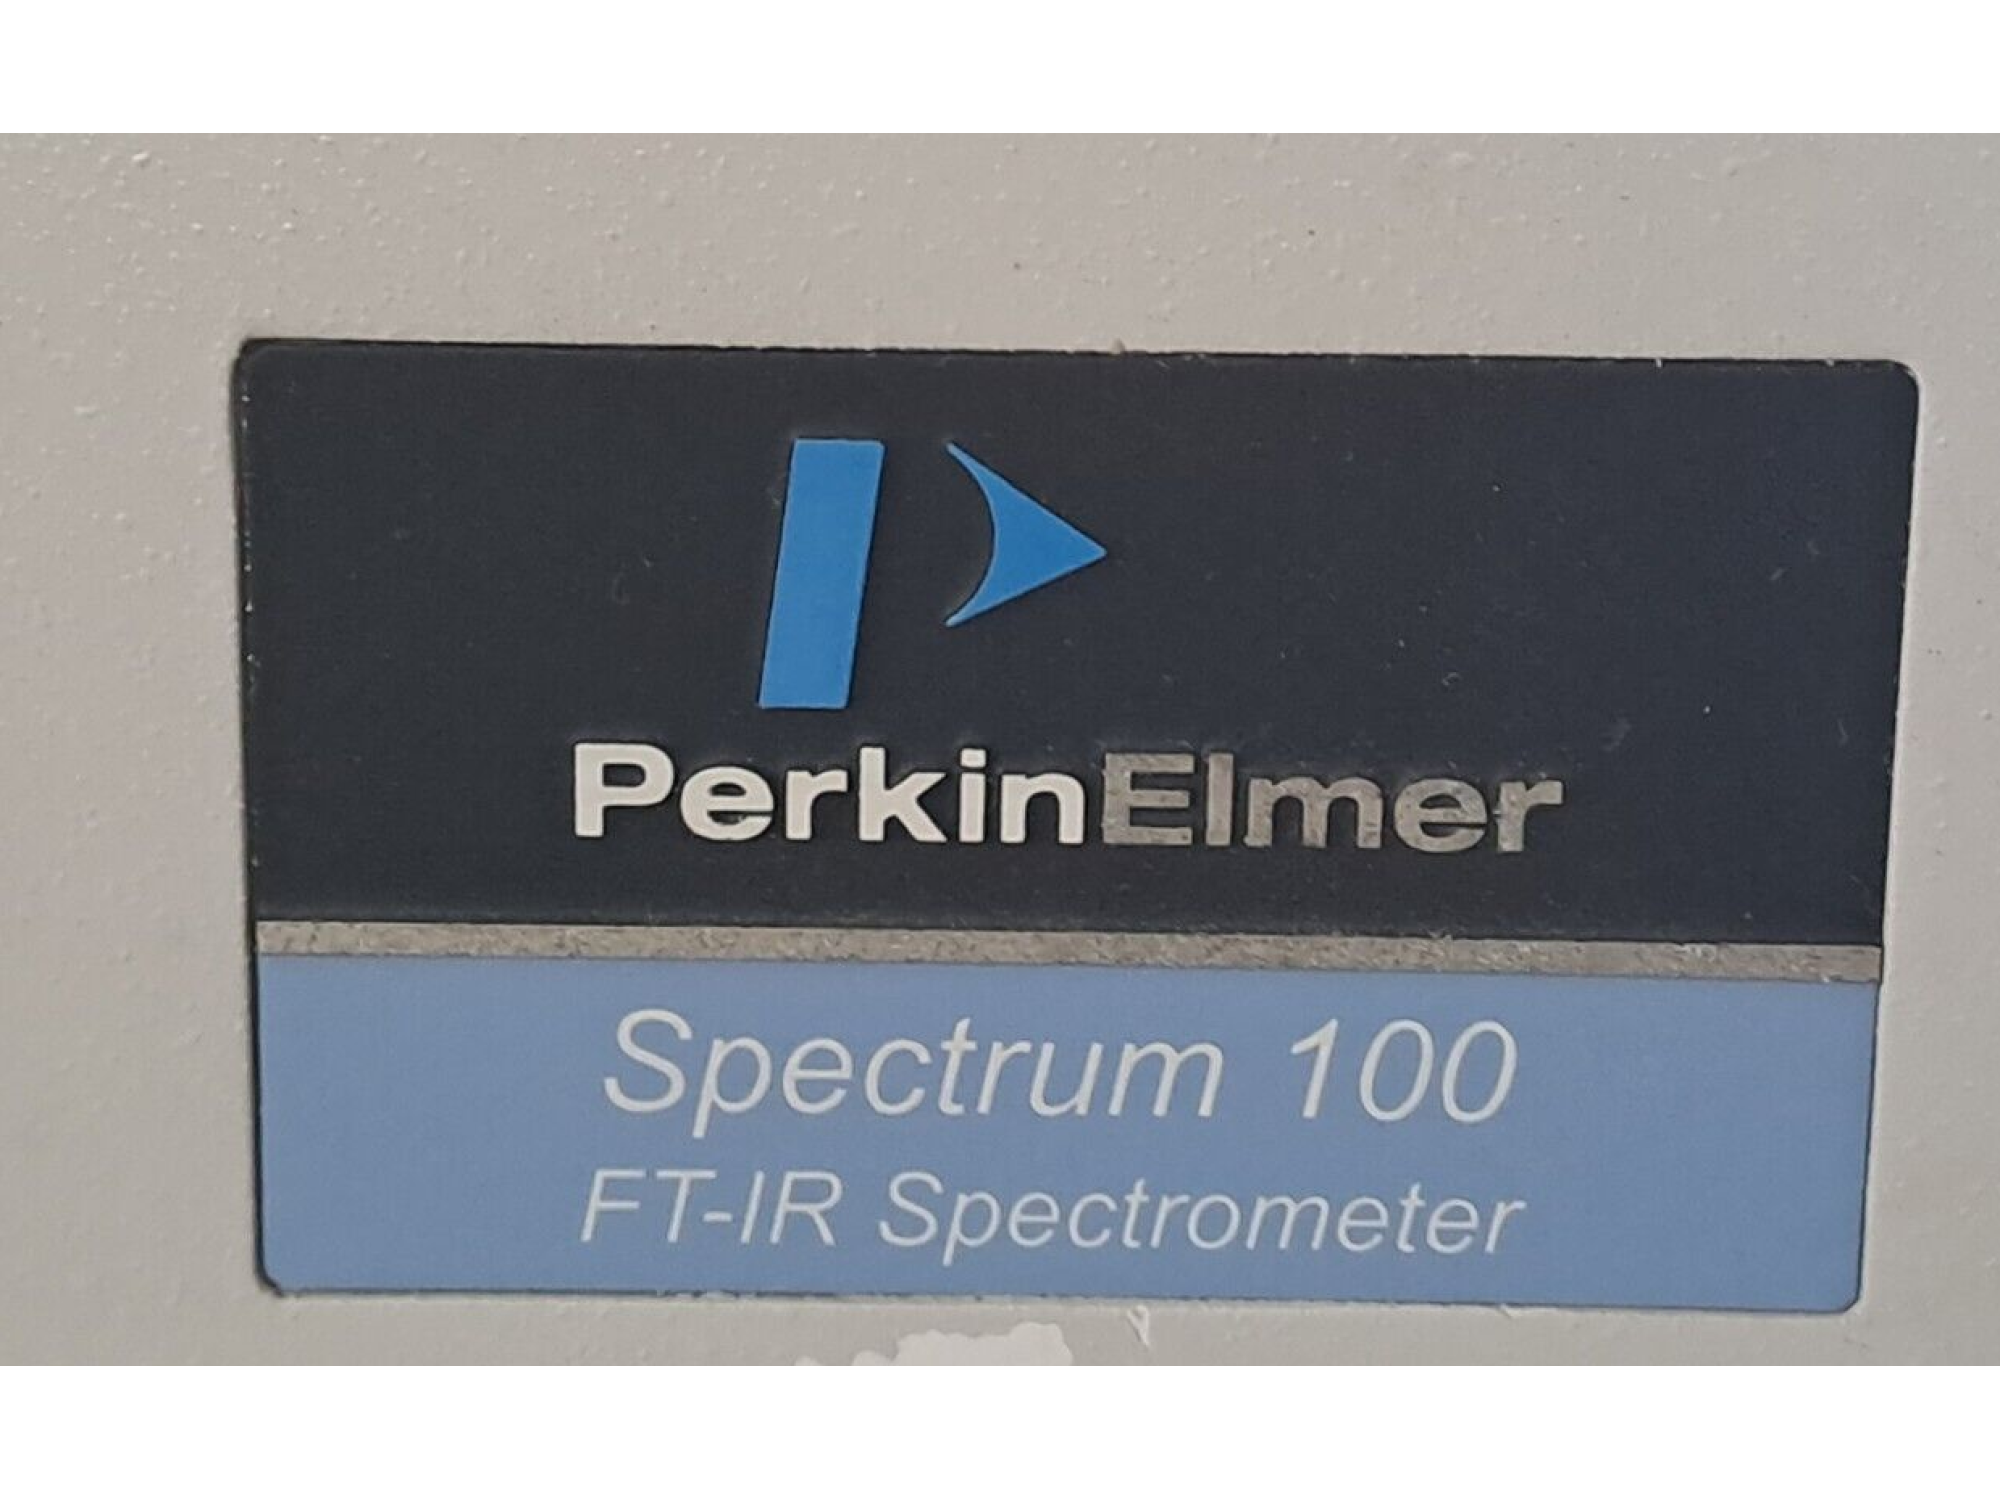 PerkinElmer
Spectrum 100
FT-IR Spectrometer